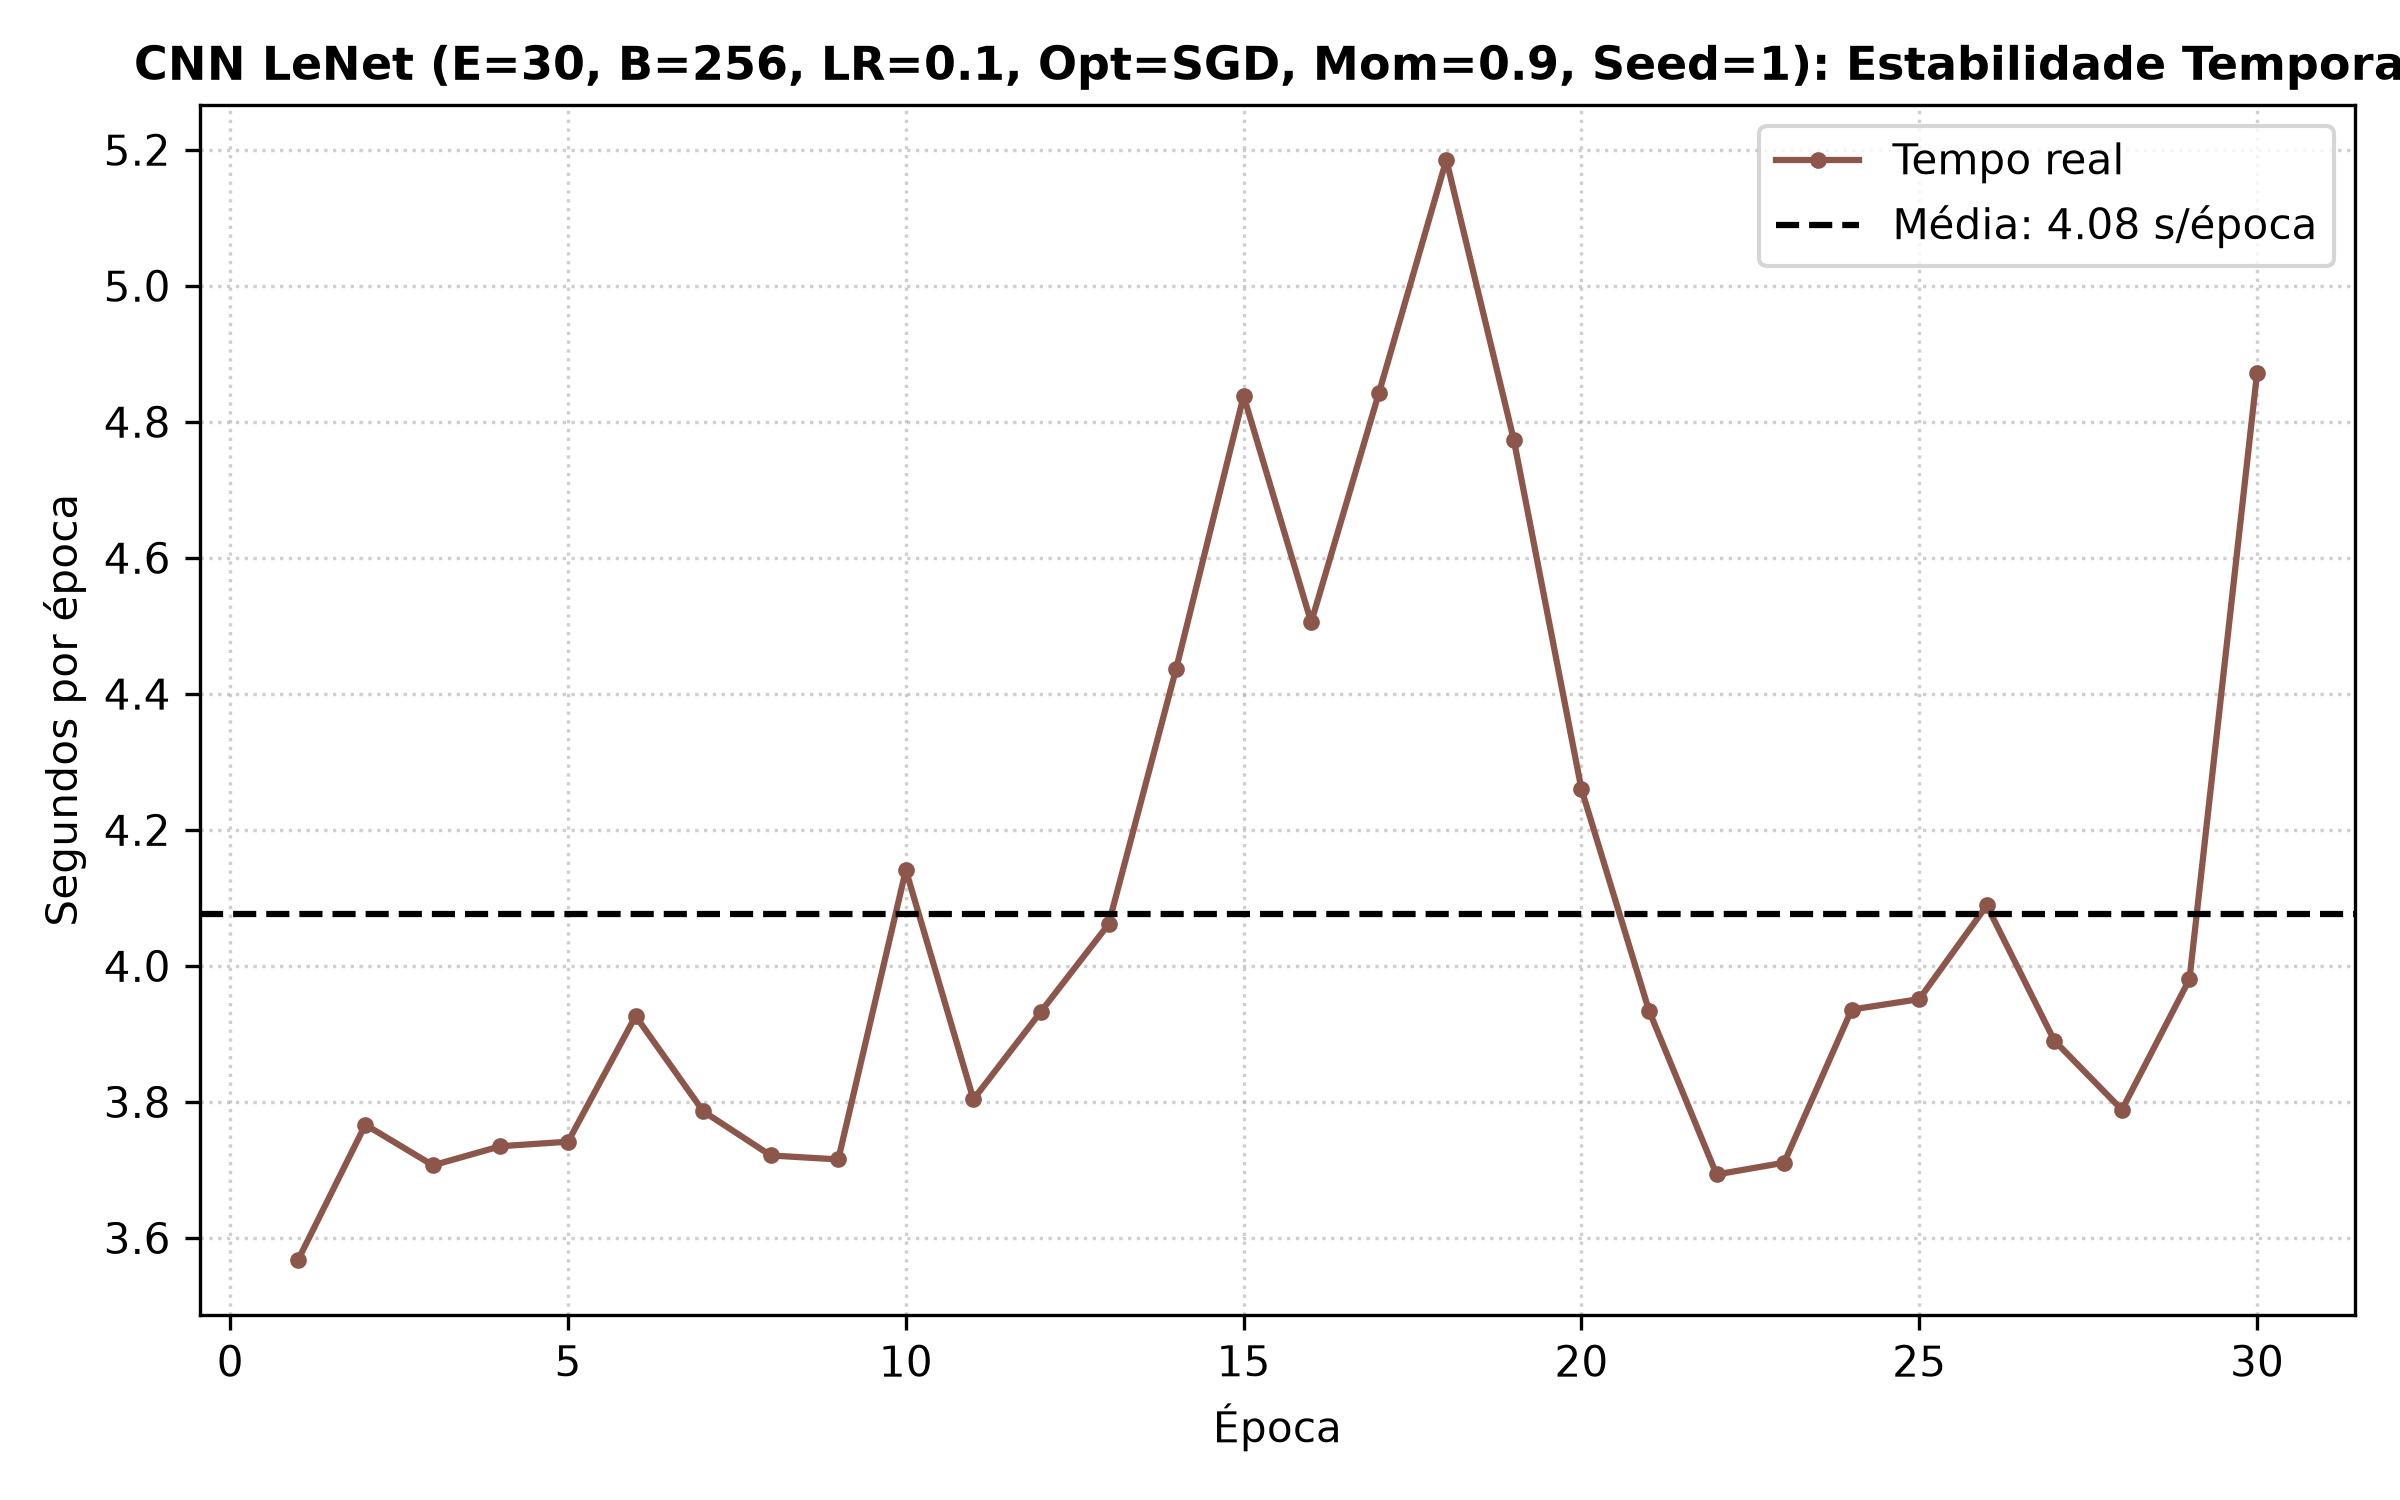 CNN LeNet (E=30, B=256, LR=0.1, Opt=SGD, Mom=0.9, Seed=1): Estabilidade Tempora
Tempo real
Média: 4.08 s/época
Segundos por época
5.2
5.0
4.8
4.6
4.4
4.2
4.0
3.8
3.6
0 5 10 15 20 25 30
Época